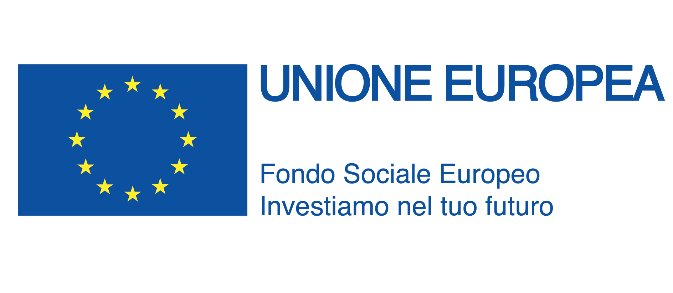 UNIONE EUROPEA
Fondo Sociale Europeo
Investiamo nel tuo futuro